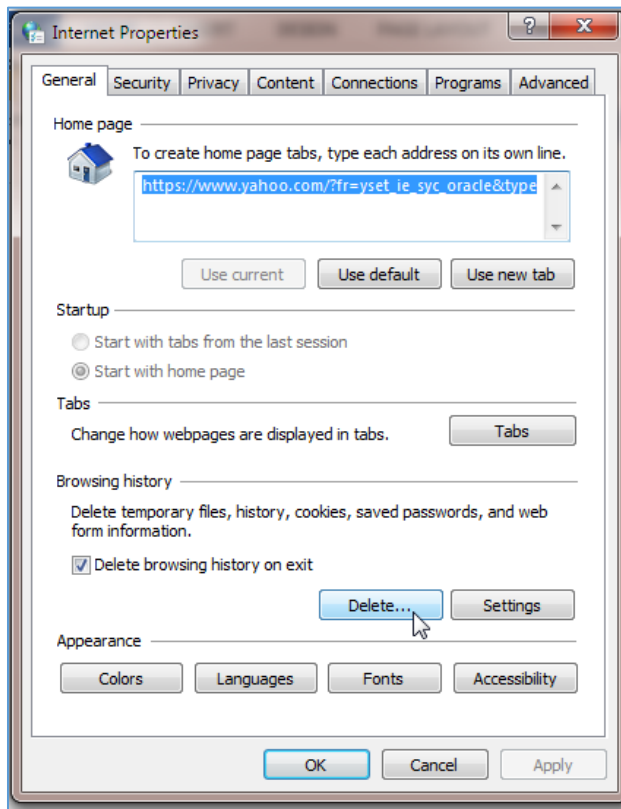 Internet Properties
General Security Privacy Content Connections Programs Advanced
Home page
To create home page tabs, type each address on its own line.
https://www.yahoo.com/?fr=yset_ie_syc_oracle&type
Use current Use default Use new tab
Startup
Start with tabs from the last session
Start with home page
Tabs
Change how webpages are displayed in tabs. Tabs
Browsing history
Delete temporary files, history, cookies, saved passwords, and web
form information.
Delete browsing history on exit
Delete... Settings
Appearance
Colors Languages Fonts Accessibility
OK Cancel Apply